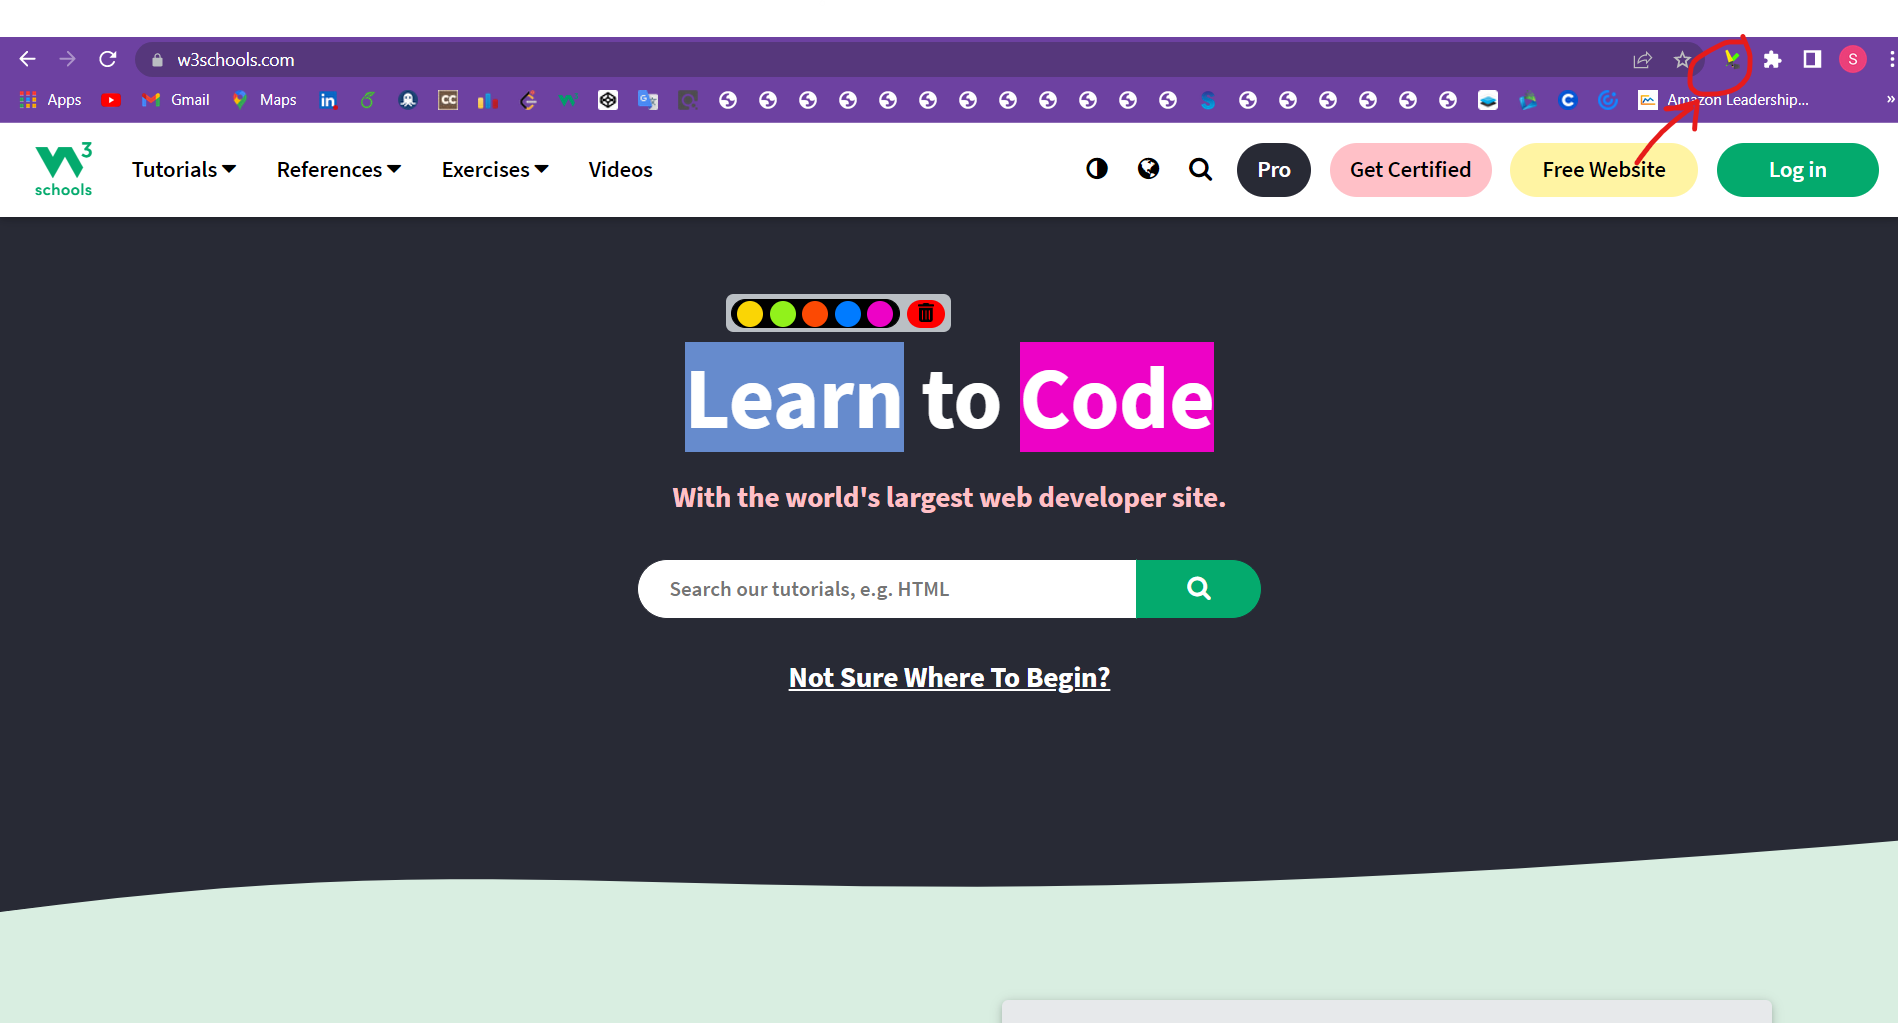 w3schools.com
S
Apps Gmail Maps in CC G S C Amazon Leadership... »
W3 schools Tutorials References Exercises Videos Pro Get Certified Free Website Log in
Learn to Code
With the world's largest web developer site.
Search our tutorials, e.g. HTML
Not Sure Where To Begin?